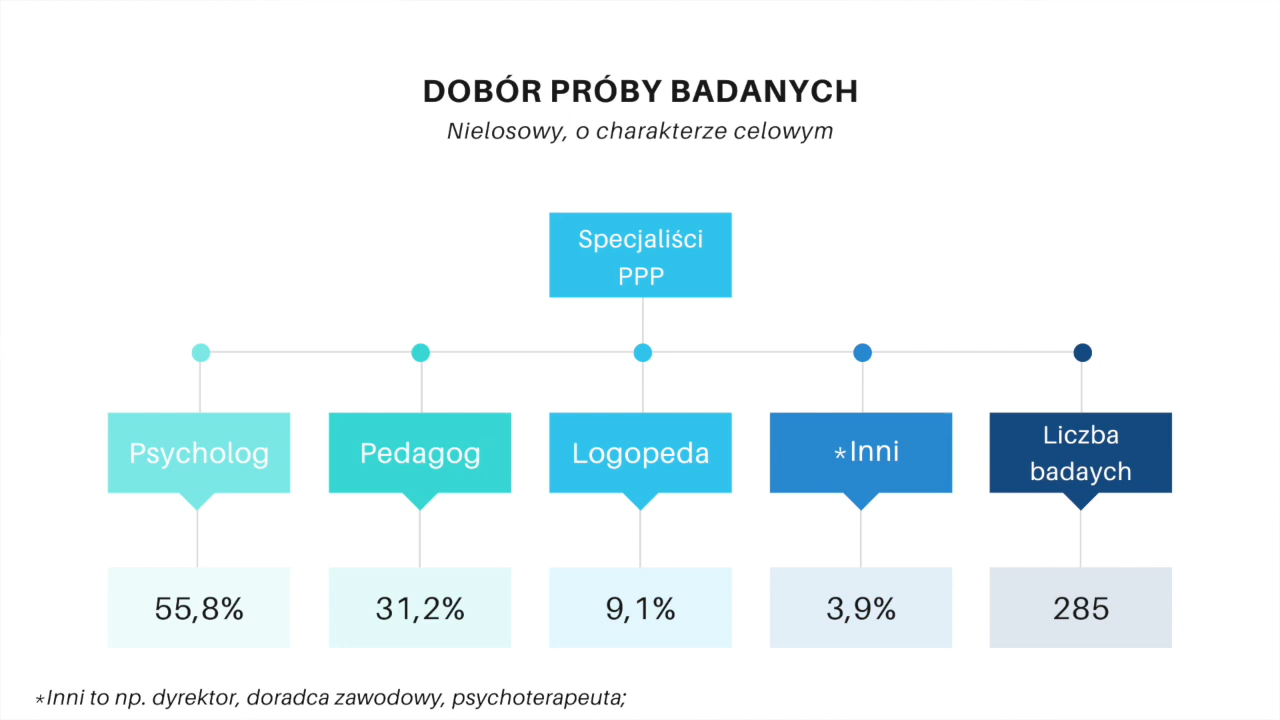 DOBÓR PRÓBY BADANYCH
Nielosowy, o charakterze celowym
Specjaliści
PPP
Psycholog
Pedagog
Logopeda
*Inni
Liczba
badaych
55,8%
31,2%
9,1%
3,9%
285
*Inni to np. dyrektor, doradca zawodowy, psychoterapeuta;